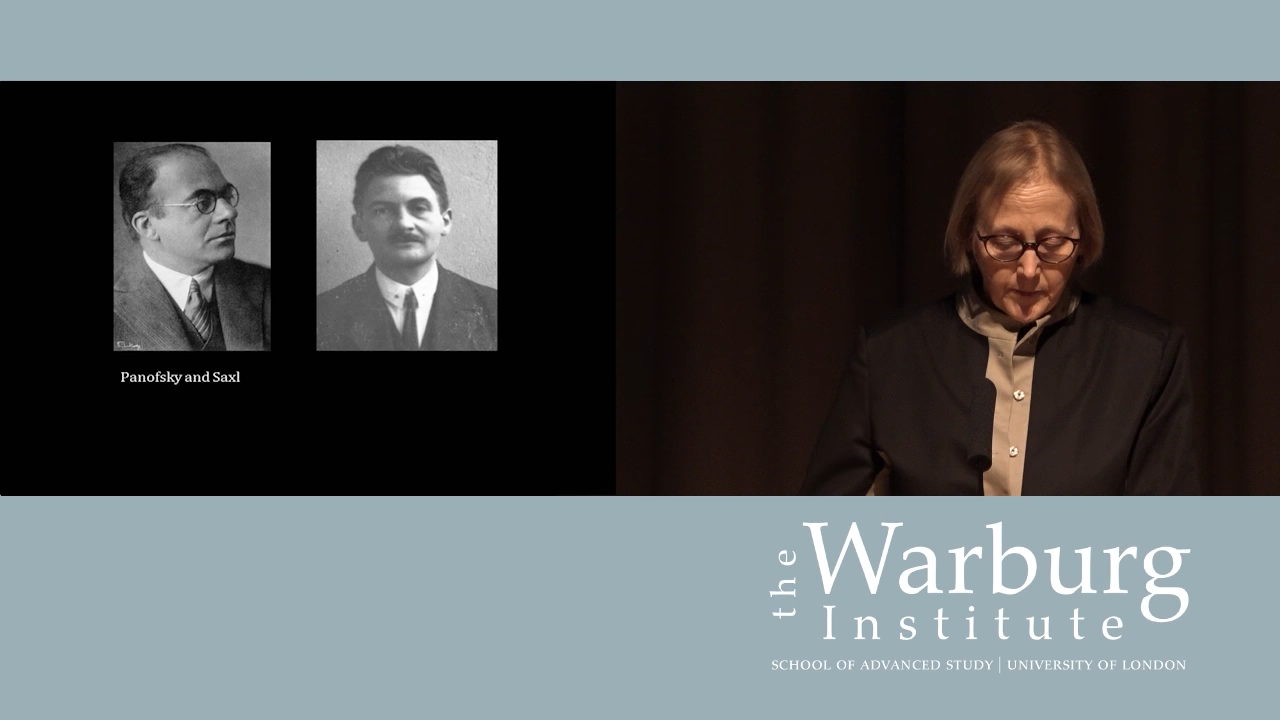 Panofsky and Saxl
the
Warburg
Institute
SCHOOL OF ADVANCED STUDY | UNIVERSITY OF LONDON